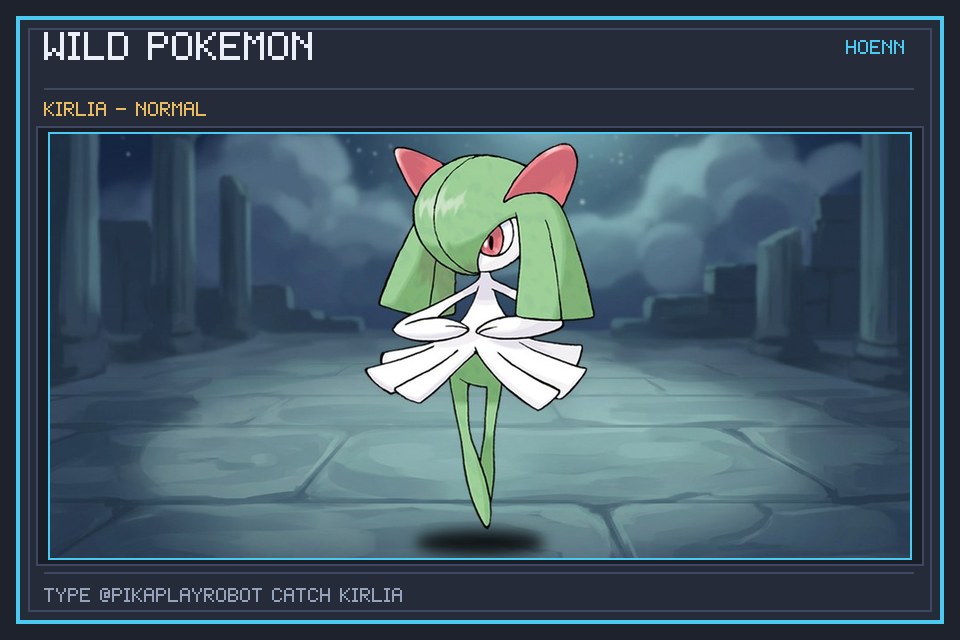 WILD POKEMON
HOENN
KIRLIA - NORMAL
TYPE @PIKAPLAYROBOT CATCH KIRLIA